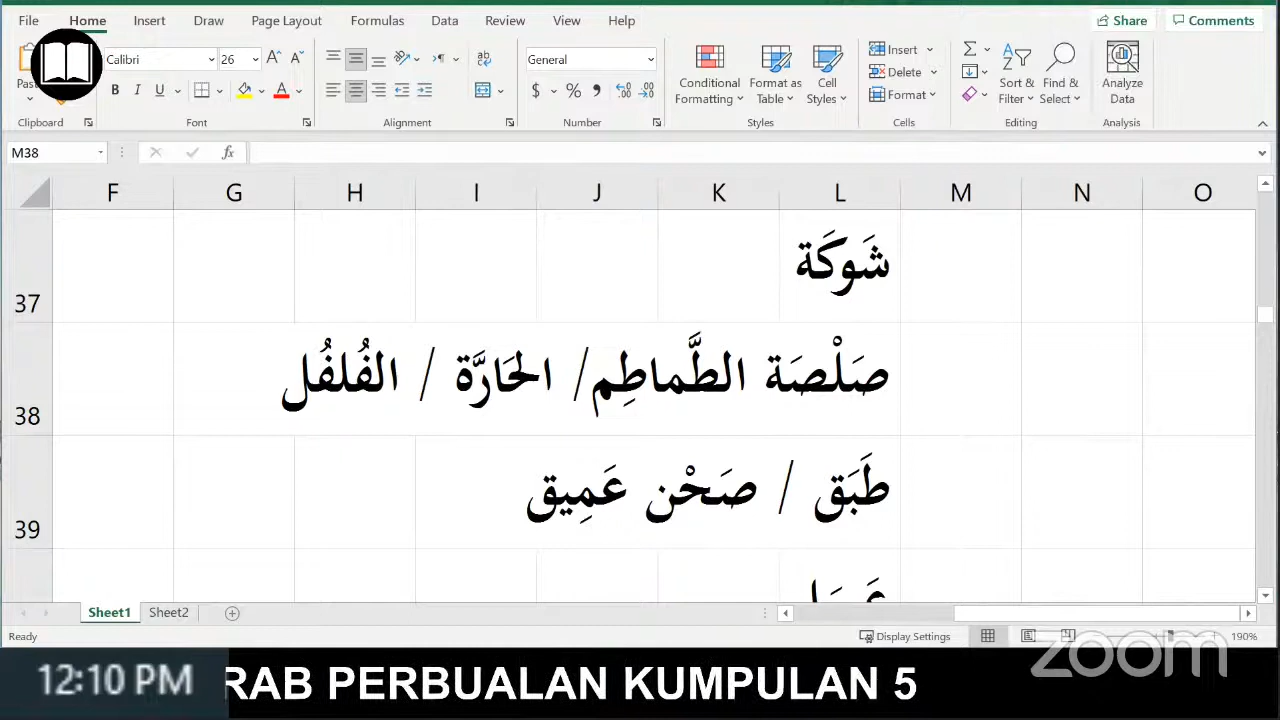 File Home Insert Draw Page Layout Formulas Data Review View Help Share Comments
Calibri 26 General Insert Delete Format
Conditional Formatting Formatting Table Cell Styles Sort & Filter Find & Select Analyze Data
Clipboard Font Alignment Number Styles Cells Editing Analysis
M38 fx
F G H I J K L M N O
37 شَوكَة
38 صَلْصَة الطَّماطِم/ الحَارَّة / الفُلفُل
39 طَبَق / صَحْن عَمِيق
Sheet1 Sheet2
Ready Display Settings 190%
zoom
12:10 PM RAB PERBUALAN KUMPULAN 5